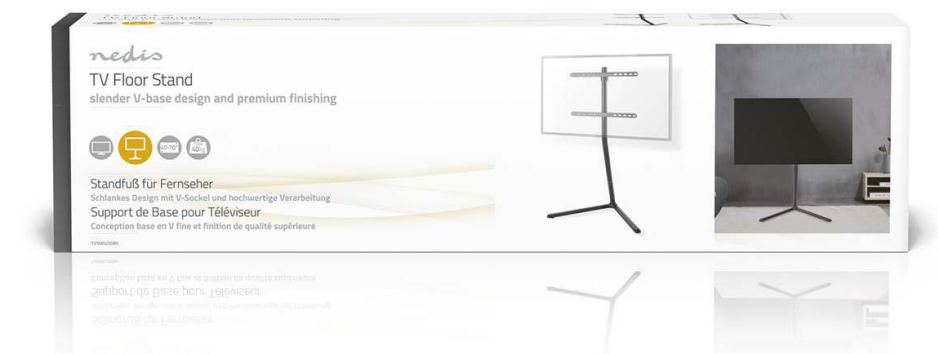 nedis
TV Floor Stand
slender V-base design and premium finishing
49-70"
40kg
Standfuß für Fernseher
Schlankes Design mit V-Sockel und hochwertige Verarbeitung
Support de Base pour Téléviseur
Conception base en V fine et finition de qualité supérieure